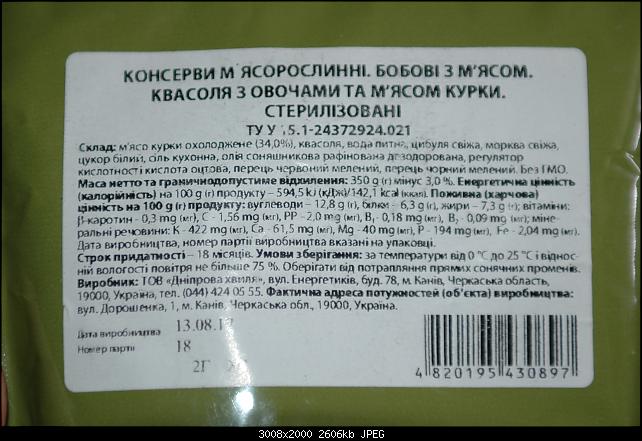 КОНСЕРВИ М'ЯСОРОСЛИННІ. БОБОВІ З М'ЯСОМ.
КВАСОЛЯ З ОВОЧАМИ ТА М'ЯСОМ КУРКИ.
СТЕРИЛІЗОВАНІ
ТУ У 15.1-24372924.021
Склад: м'ясо курки охолоджене (34,0%), квасоля, вода питна, цибуля свіжа, морква свіжа,
цукор білий, сіль кухонна, олія соняшникова рафінована дезодорована, регулятор
кислотності кислота оцтова, перець червоний мелений, перець чорний мелений. Без ГМО.
Маса нетто та граничнодопустиме відхилення: 350 g (г) мінус 3,0 %. Енергетична цінність
(калорійність) на 100 g (г) продукту – 594,5 kJ (кДж)/142,1 kcal (ккал). Поживна (харчова)
цінність на 100 g (г) продукту: вуглеводи – 12,8 g (г), білки - 6,3 g (г), жири – 7,3 g (г); вітаміни:
β-каротин - 0,3 mg (мг), С - 1,56 mg (мг), РР - 2,0 mg (мг), B₁- 0,18 mg (мг), B₂- 0,09 mg (мг); міне-
ральні речовини: К - 422 mg (мг), Са - 61,5 mg (мг), Mg - 40 mg (мг), Р - 194 mg (мг), Fe - 2,04 mg (мг).
Дата виробництва, номер партії виробництва вказані на упаковці.
Строк придатності – 18 місяців. Умови зберігання: за температури від 0 °С до 25 °С і віднос-
ній вологості повітря не більше 75 %. Оберігати від потрапляння прямих сонячних променів.
Виробник: ТОВ «Дніпрова хвиля», вул. Енергетиків, буд. 78, м. Канів, Черкаська область,
19000, Україна, тел. (044) 424 05 55. Фактична адреса потужностей (об'єкта) виробництва:
вул. Дорошенка, 1, м. Канів, Черкаська обл., 19000, Україна.
Дата виробництва 13.08.17
Номер партії 18
2Г
4 820195 430897
3008x2000 2606kb JPEG